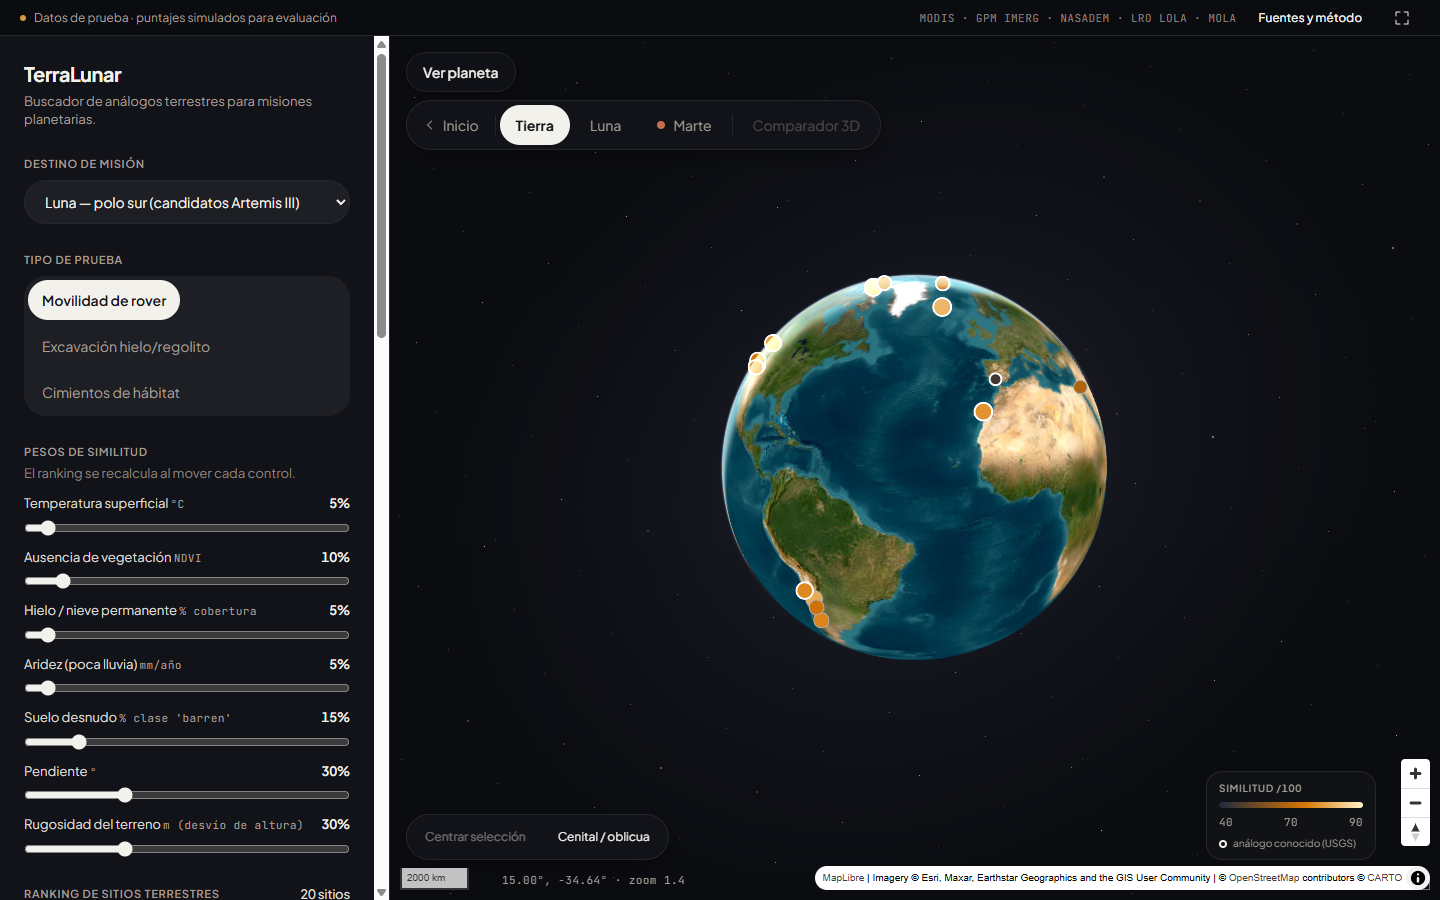 Datos de prueba · puntajes simulados para evaluación
MODIS · GPM IMERG · NASADEM · LRO LOLA · MOLA
Fuentes y método
TerraLunar
Buscador de análogos terrestres para misiones
planetarias.
DESTINO DE MISIÓN
Luna — polo sur (candidatos Artemis III)
TIPO DE PRUEBA
Movilidad de rover
Excavación hielo/regolito
Cimientos de hábitat
PESOS DE SIMILITUD
El ranking se recalcula al mover cada control.
Temperatura superficial °C 5%
Ausencia de vegetación NDVI 10%
Hielo / nieve permanente % cobertura 5%
Aridez (poca lluvia) mm/año 5%
Suelo desnudo % clase 'barren' 15%
Pendiente ° 30%
Rugosidad del terreno m (desvío de altura) 30%
RANKING DE SITIOS TERRESTRES 20 sitios
Ver planeta
Inicio Tierra Luna Marte Comparador 3D
SIMILITUD /100
40 70 90
análogo conocido (USGS)
Centrar selección Cenital / oblicua
2000 km
15.00°, -34.64° · zoom 1.4
MapLibre | Imagery © Esri, Maxar, Earthstar Geographics and the GIS User Community | © OpenStreetMap contributors © CARTO